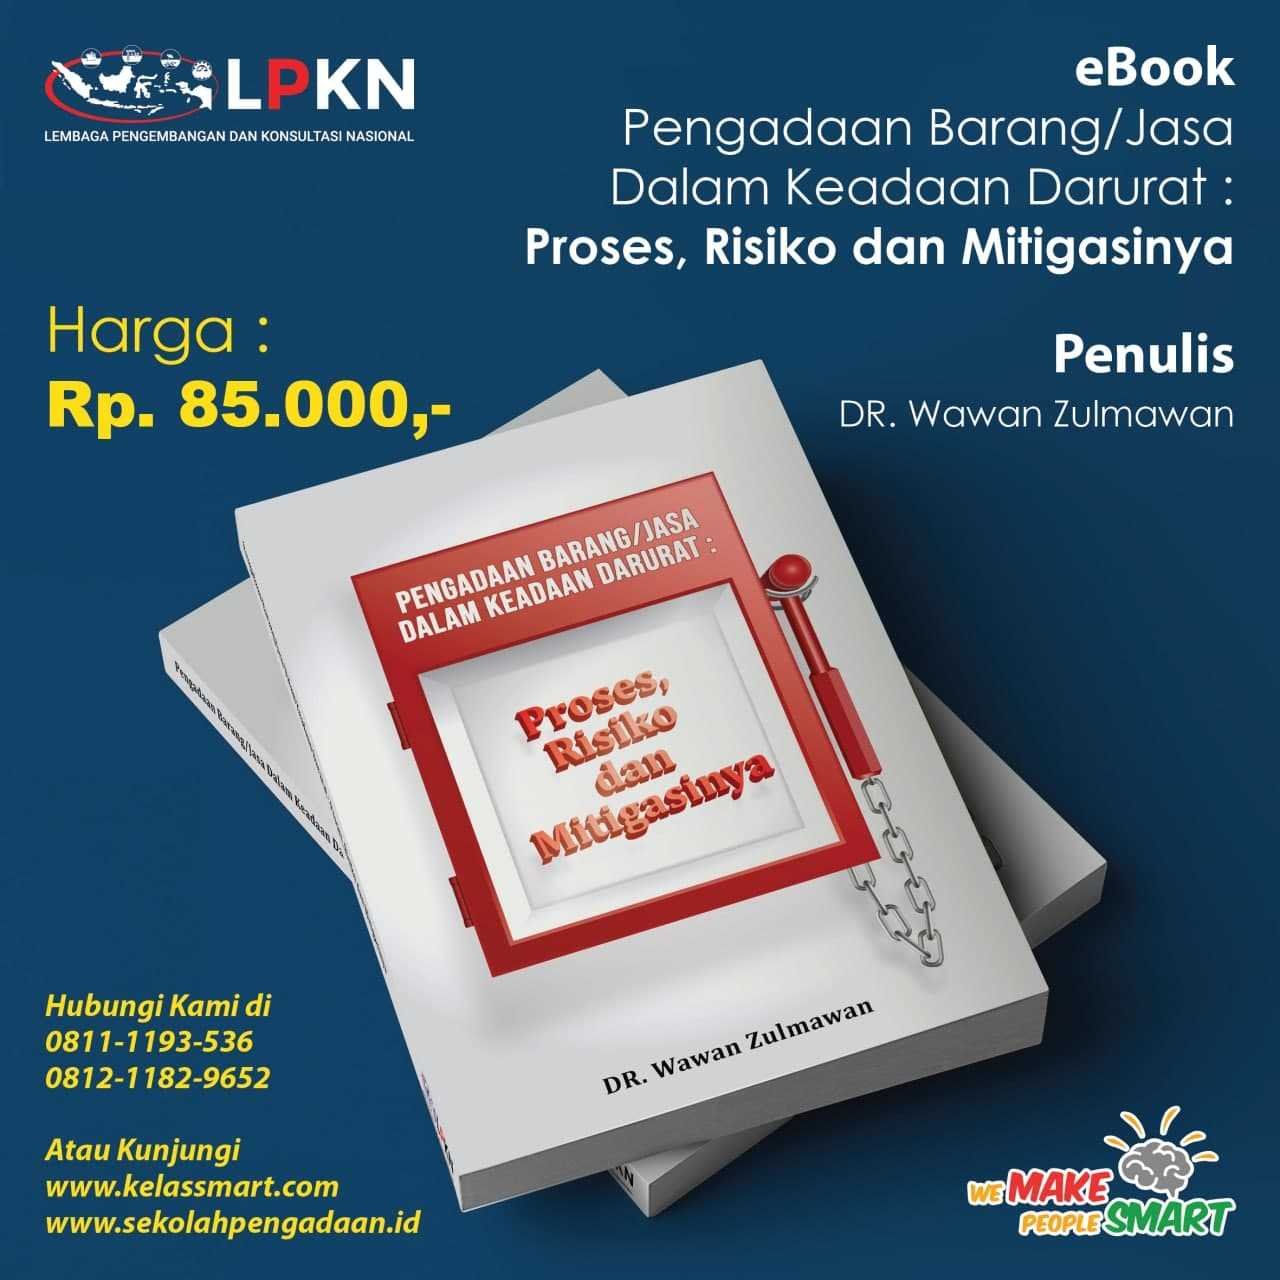 LPKN
LEMBAGA PENGEMBANGAN DAN KONSULTASI NASIONAL
eBook
Pengadaan Barang/Jasa
Dalam Keadaan Darurat :
Proses, Risiko dan Mitigasinya
Harga :
Rp. 85.000,-
Penulis
DR. Wawan Zulmawan
PENGADAAN BARANG/JASA
DALAM KEADAAN DARURAT :
Proses,
Risiko
dan
Mitigasinya
DR. Wawan Zulmawan
Pengadaan Barang/Jasa Dalam Keadaan Da
Hubungi Kami di
0811-1193-536
0812-1182-9652
Atau Kunjungi
www.kelassmart.com
www.sekolahpengadaan.id
WE MAKE
PEOPLE SMART